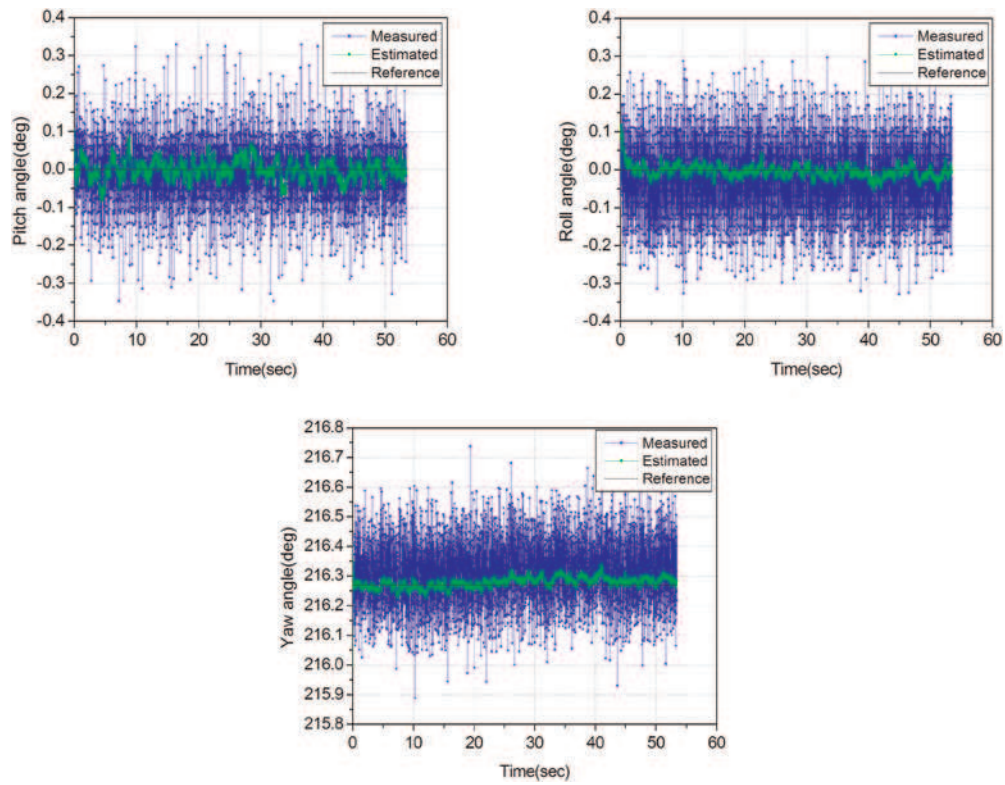 Pitch angle(deg)
0.4
0.3
0.2
0.1
0.0
-0.1
-0.2
-0.3
-0.4
Measured
Estimated
Reference
0 10 20 30 40 50 60
Time(sec)
Roll angle(deg)
0.4
0.3
0.2
0.1
0.0
-0.1
-0.2
-0.3
-0.4
Measured
Estimated
Reference
0 10 20 30 40 50 60
Time(sec)
Yaw angle(deg)
216.8
216.7
216.6
216.5
216.4
216.3
216.2
216.1
216.0
215.9
215.8
Measured
Estimated
Reference
0 10 20 30 40 50 60
Time(sec)